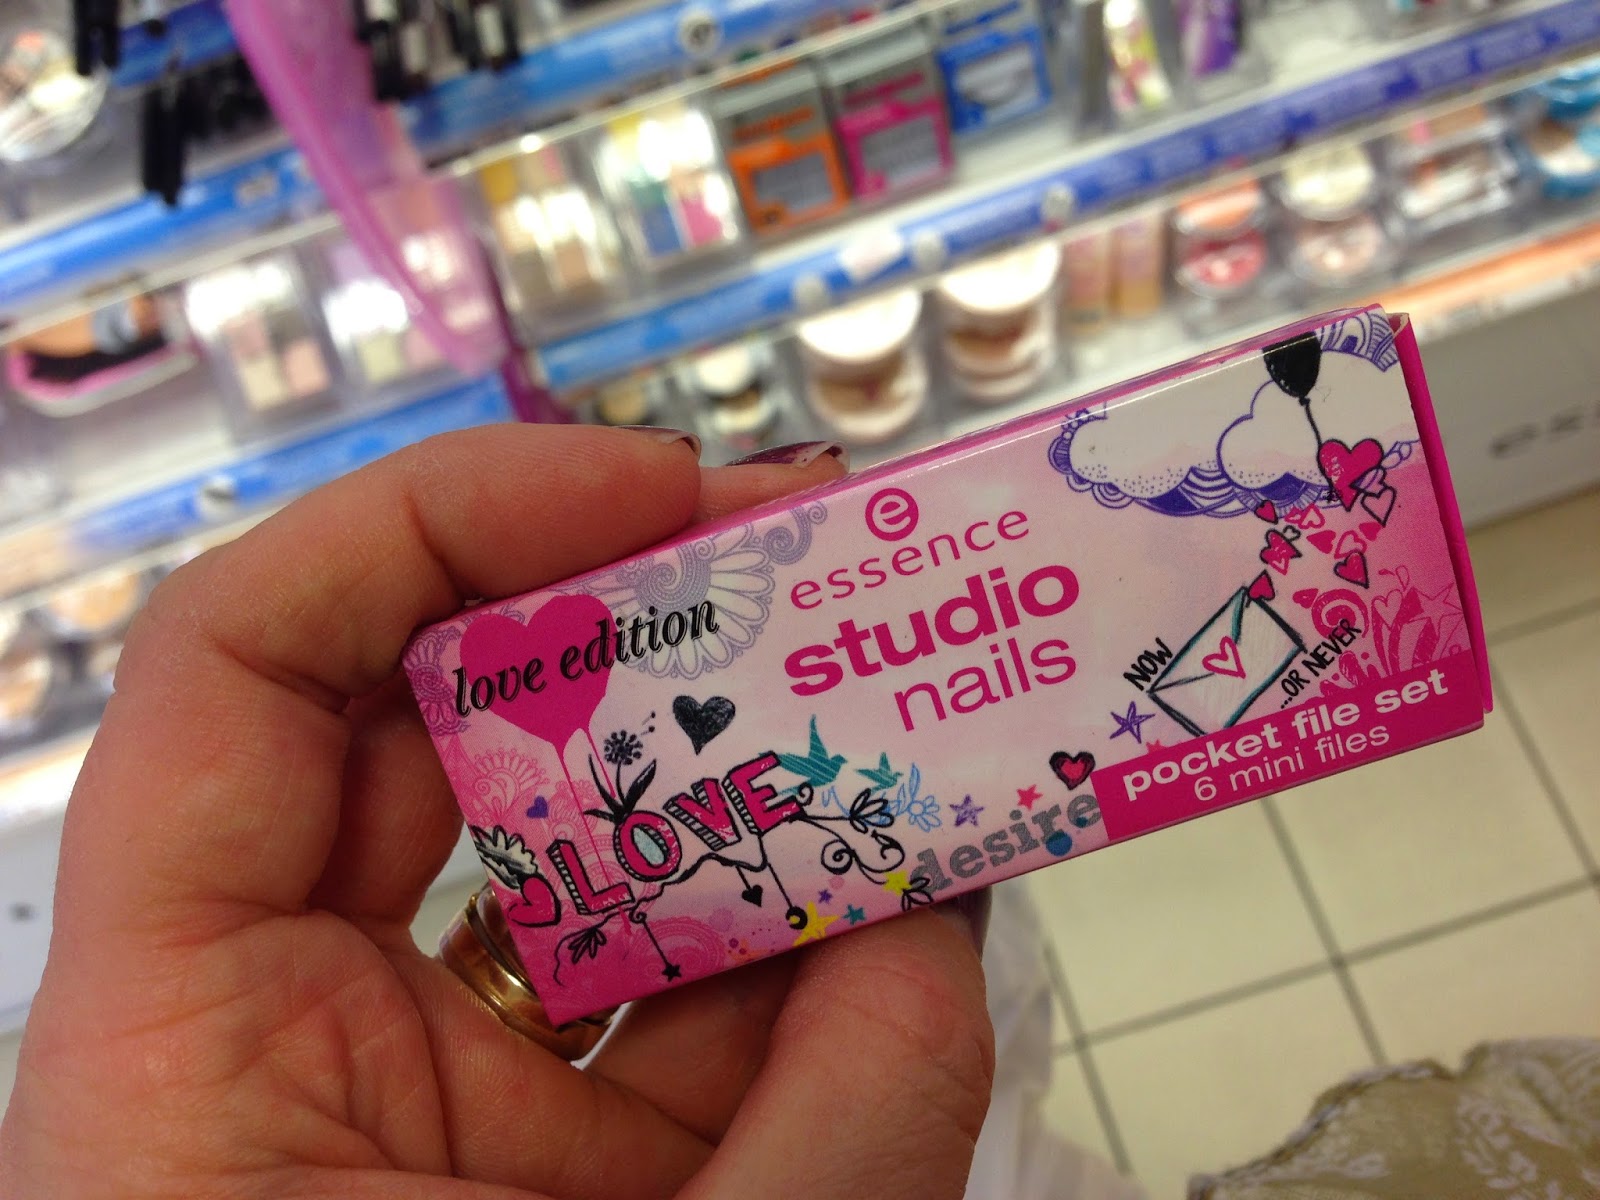 e
essence
studio
nails
love edition
LOVE
desire
NOW
...OR NEVER
pocket file set
6 mini files